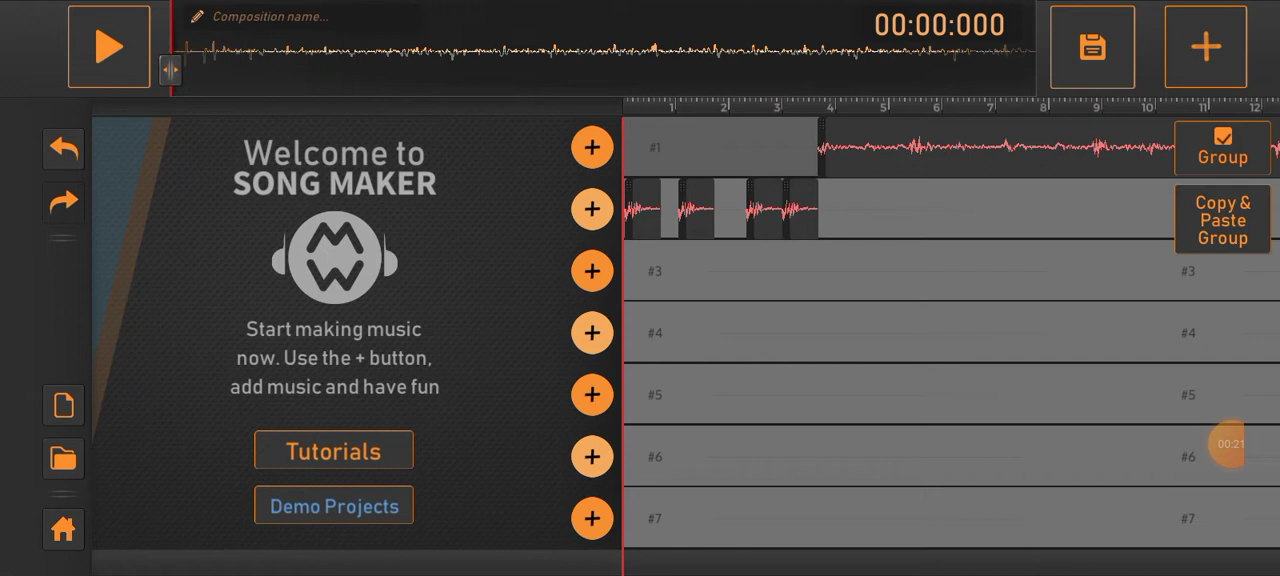 Composition name...
00:00:000
1 2 3 4 5 6 7 8 9 10 11 12
Welcome to
SONG MAKER
Start making music
now. Use the + button,
add music and have fun
Tutorials
Demo Projects
#1
Group
Copy &
Paste
Group
#3 #3
#4 #4
#5 #5
#6 #6
00:21
#7 #7